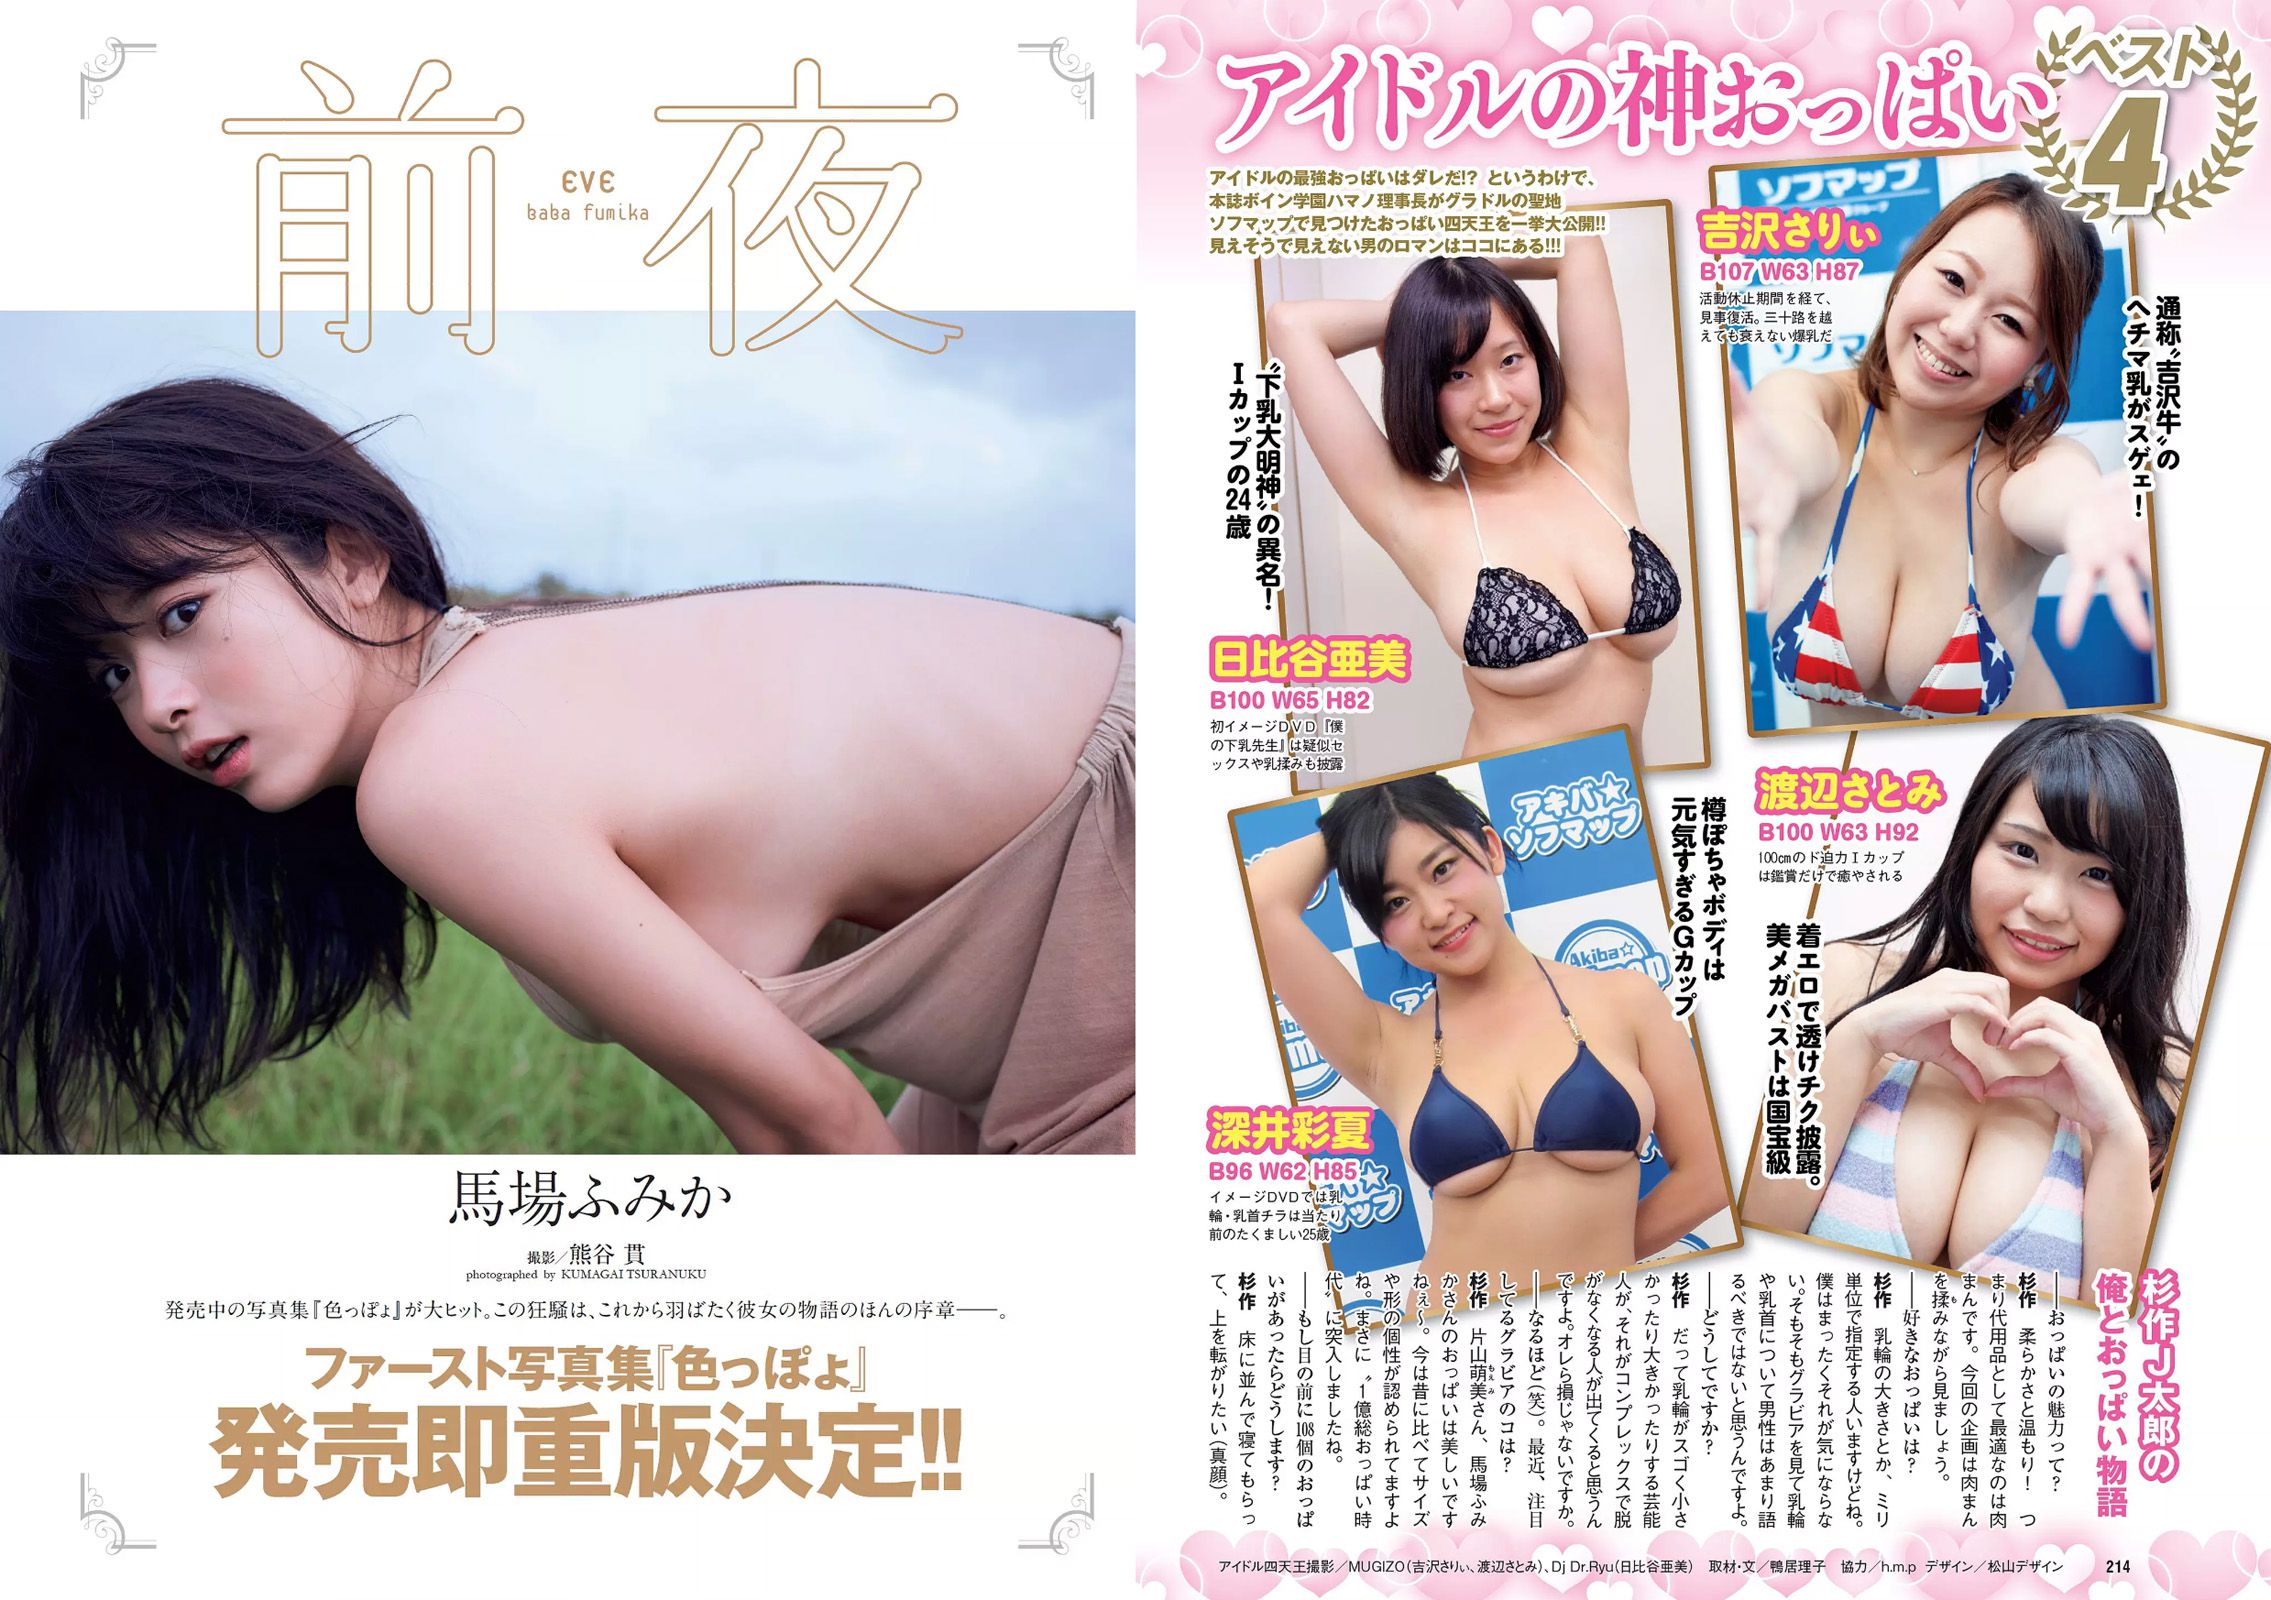 前夜
EVE
baba fumika
馬場ふみか
撮影／熊谷 貫
photographed by KUMAGAI TSURANUKU
発売中の写真集『色っぽょ』が大ヒット。この狂騒は、これから羽ばたく彼女の物語のほんの序章――。
ファースト写真集『色っぽょ』
発売即重版決定!!
アイドルの神おっぱい
ベスト
4
アイドルの最強おっぱいはダレだ!? というわけで、
本誌ボイン学園ハマノ理事長がグラドルの聖地
ソフマップで見つけたおっぱい四天王を一挙大公開!!
見えそうで見えない男のロマンはココにある!!!
ソフマップ
吉沢さりぃ
B107 W63 H87
活動休止期間を経て、
見事復活。三十路を越
えても衰えない爆乳だ
通称〝吉沢牛〟の
ヘチマ乳がスゲェ！
〝下乳大明神〟の異名！
Iカップの24歳
日比谷亜美
B100 W65 H82
初イメージDVD『僕
の下乳先生』は疑似セ
ックスや乳揉みも披露
渡辺さとみ
B100 W63 H92
100㎝のド迫力Iカップ
は鑑賞だけで癒やされる
着エロで透けチク披露。
美メガバストは国宝級
アキバ☆
ソフマップ
Akiba☆
樽ぽちゃボディは
元気すぎるGカップ
深井彩夏
B96 W62 H85
イメージDVDでは乳
輪・乳首チラは当たり
前のたくましい25歳
杉作J太郎の
俺とおっぱい物語
――おっぱいの魅力って？
杉作　柔らかさと温もり！　つ
まり代用品として最適なのは肉
まんです。今回の企画は肉まん
を揉みながら見ましょう。
――好きなおっぱいは？
杉作　乳輪の大きさとか、ミリ
単位で指定する人いますけどね。
僕はまったくそれが気にならな
い。そもそもグラビアを見て乳輪
や乳首について男性はあまり語
るべきではないと思うんですよ。
――どうしてですか？
杉作　だって乳輪がスゴく小さ
かったり大きかったりする芸能
人が、それがコンプレックスで脱
がなくなる人が出てくると思うん
ですよ。オレら損じゃないですか。
――なるほど（笑）。最近、注目
してるグラビアのコは？
杉作　片山萌美さん、馬場ふみ
かさんのおっぱいは美しいです
ねぇ～。今は昔に比べてサイズ
や形の個性が認められてますよ
ね。まさに〝1億総おっぱい時
代〟に突入しましたね。
――もし目の前に108個のおっぱ
いがあったらどうします？
杉作　床に並んで寝てもらっ
て、上を転がりたい（真顔）。
アイドル四天王撮影／MUGIZO（吉沢さりぃ、渡辺さとみ）、Dj Dr.Ryu（日比谷亜美）　取材・文／鴨居理子　協力／h.m.p　デザイン／松山デザイン
214